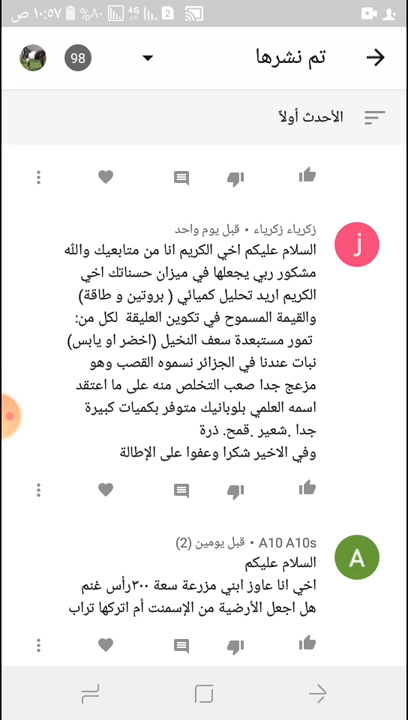 ١٠:٥٧ ص
%٨٠
4G
2
تم نشرها
98
الأحدث أولاً
زكرياء زكرياء • قبل يوم واحد
السلام عليكم اخي الكريم انا من متابعيك والله
مشكور ربي يجعلها في ميزان حسناتك اخي
الكريم اريد تحليل كميائي ( بروتين و طاقة)
والقيمة المسموح في تكوين العليقة لكل من:
تمور مستبعدة سعف النخيل (اخضر او يابس)
نبات عندنا في الجزائر نسموه القصب وهو
مزعج جدا صعب التخلص منه على ما اعتقد
اسمه العلمي بلوبانيك متوفر بكميات كبيرة
جدا .شعير .قمح. ذرة
وفي الاخير شكرا وعفوا على الإطالة
j
A10 A10s • قبل يومين (2)
السلام عليكم
اخي انا عاوز ابني مزرعة سعة ٣٠٠رأس غنم
هل اجعل الأرضية من الإسمنت أم اتركها تراب
A